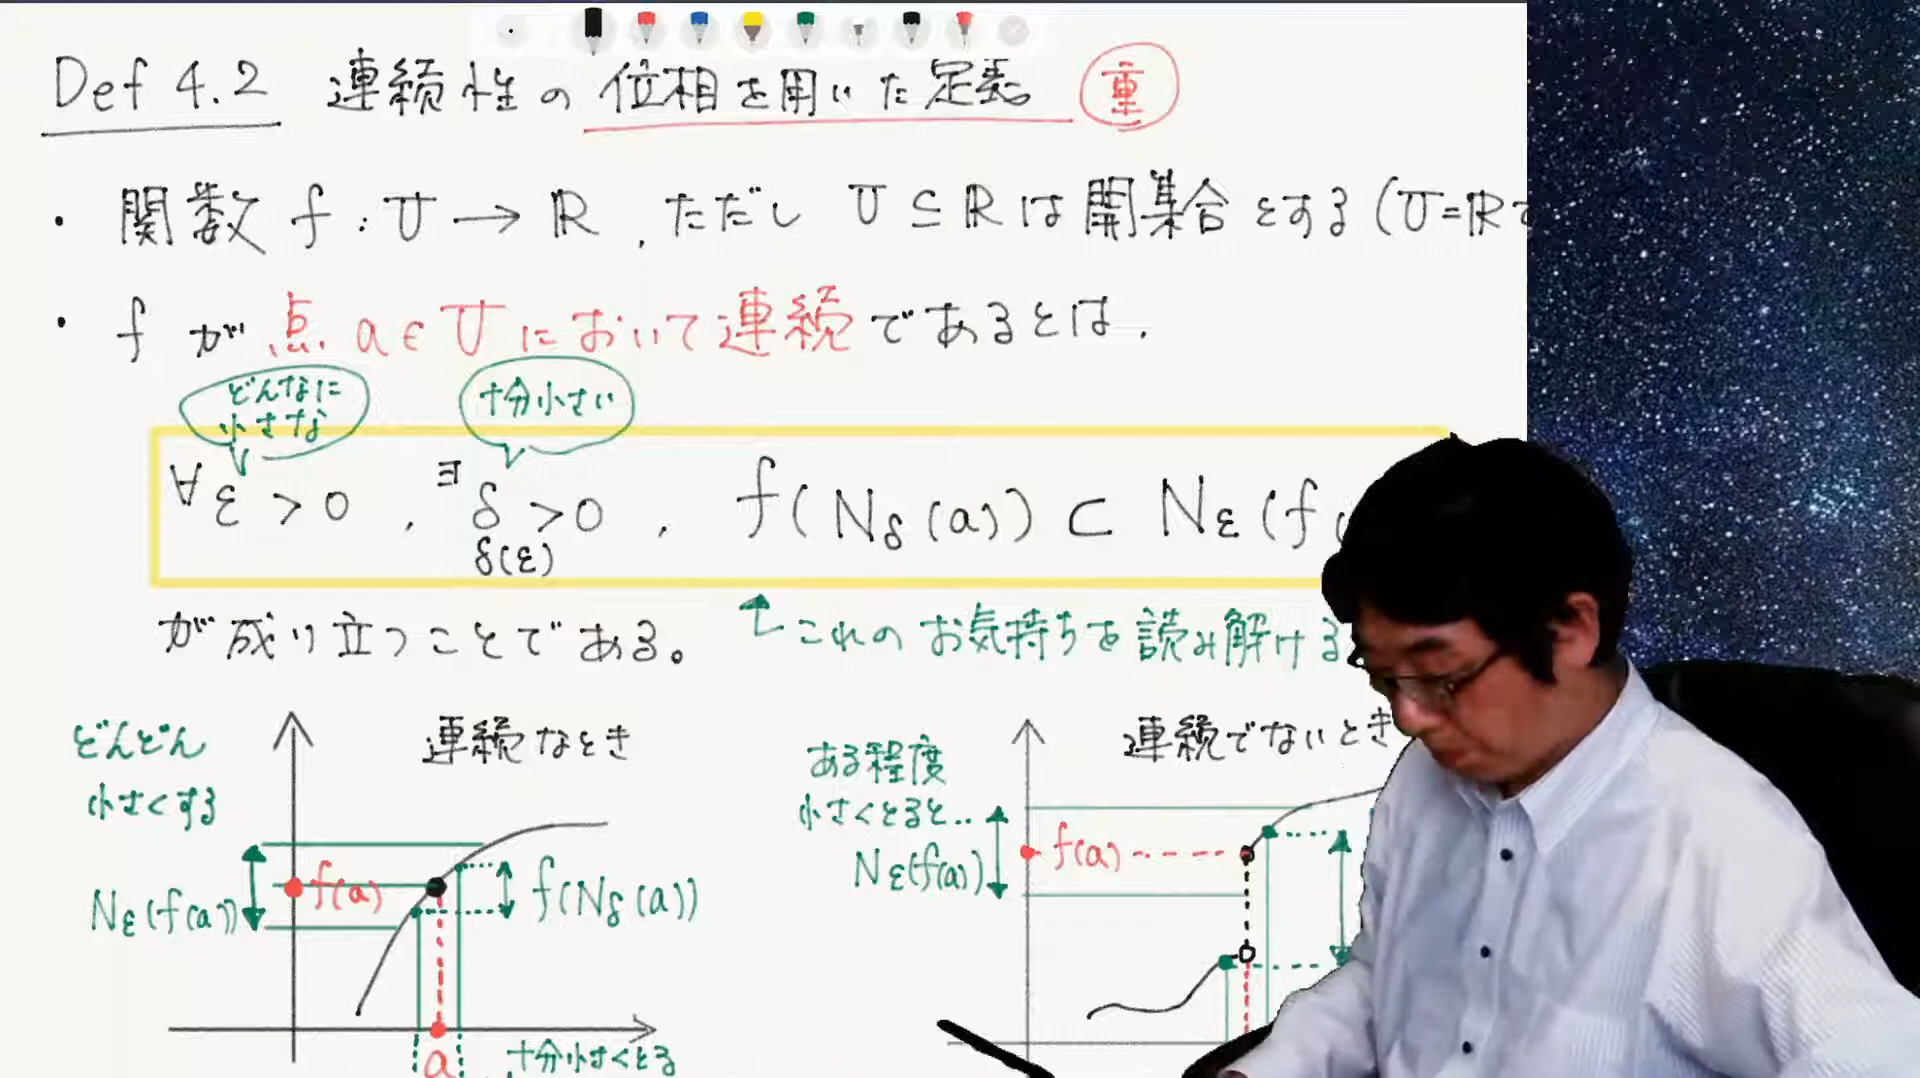 Def 4.2 連続性の位相を用いた定義。 重
・関数 f : U → R , ただし U ⊆ R は開集合とする (U=R
・f が 点 a ∈ U において連続であるとは,
どんなに
小さな
十分小さい
∀ε > 0 , ∃δ > 0 , f(Nδ(a)) ⊂ Nε(f
δ(ε)
が成り立つことである。
これのお気持ちを読み解ける
どんどん
小さくする
連続なとき
f(a)
Nε(f(a))
f(Nδ(a))
a
十分小さくとる
ある程度
小さくとると..
連続でないとき
f(a)
Nε(f(a))